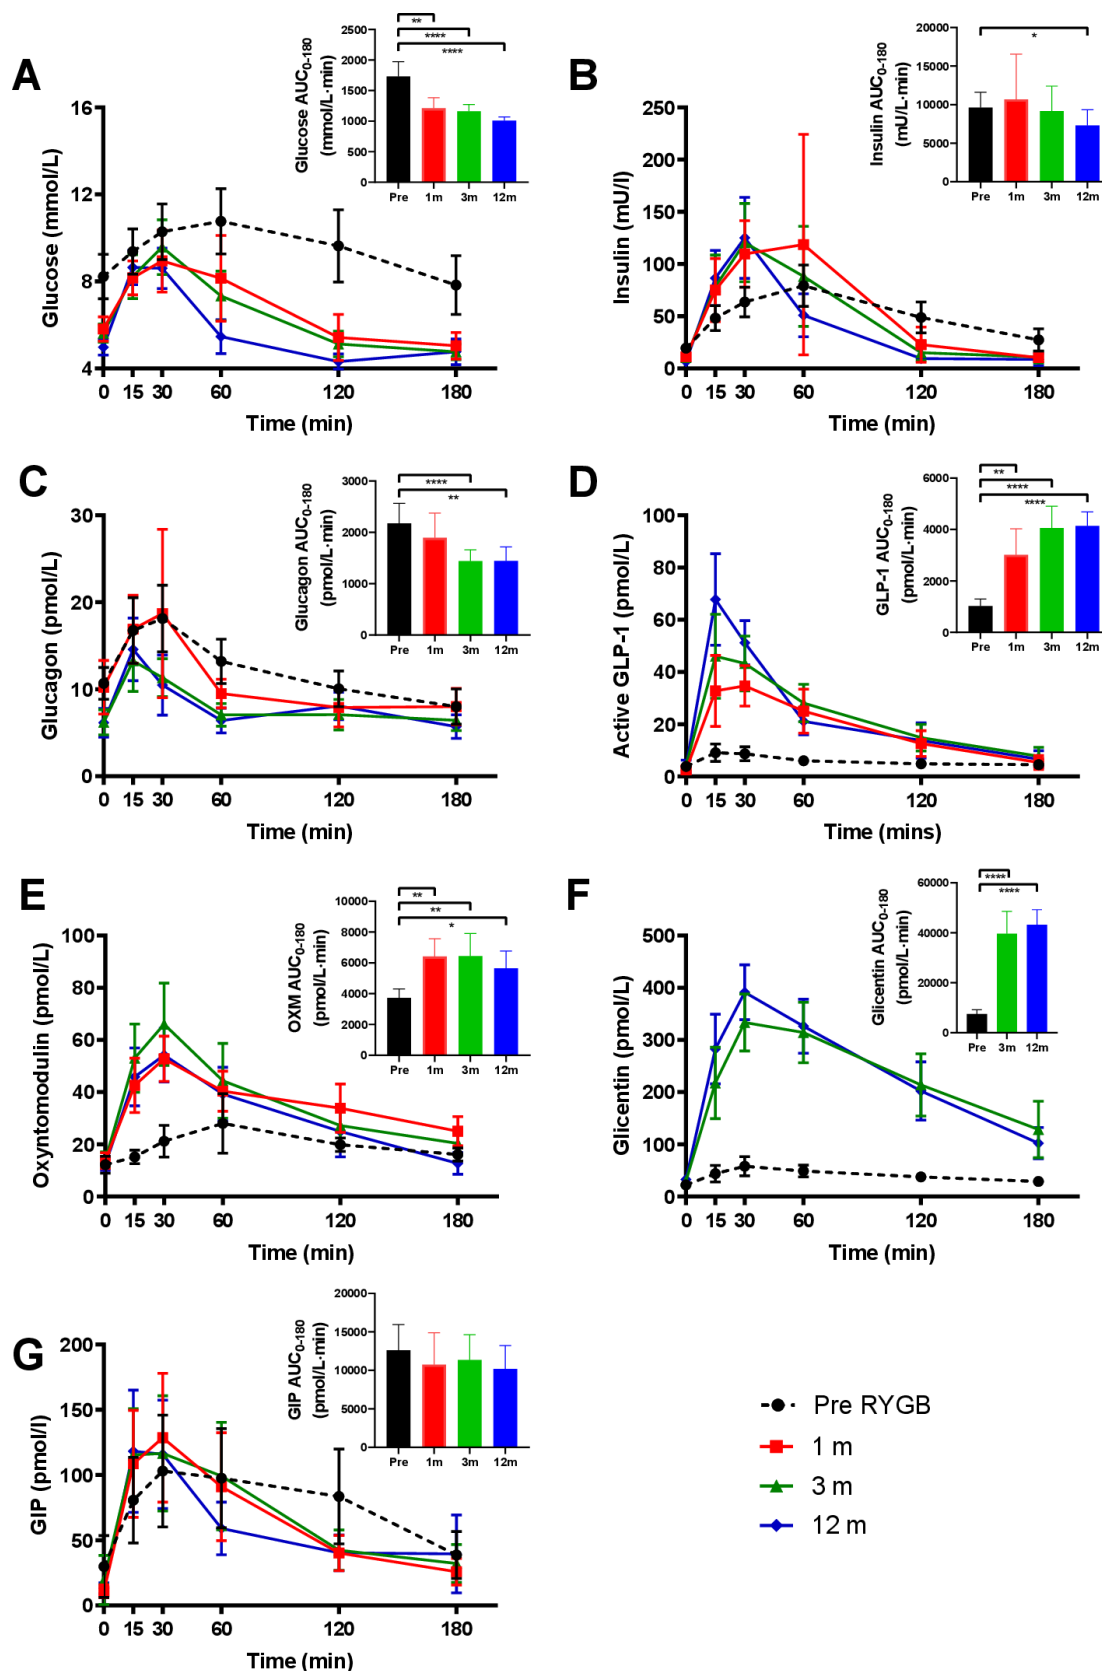 A
Glucose (mmol/L)
16
12
8
4
0 15 30 60 120 180
Time (min)
Glucose AUC0-180
(mmol/L·min)
2500
2000
1500
1000
500
0
**
****
****
Pre 1m 3m 12m
B
Insulin (mU/l)
250
200
150
100
50
0
0 15 30 60 120 180
Time (min)
Insulin AUC0-180
(mU/L·min)
20000
15000
10000
5000
0
*
Pre 1m 3m 12m
C
Glucagon (pmol/L)
30
20
10
0
0 15 30 60 120 180
Time (min)
Glucagon AUC0-180
(pmol/L·min)
3000
2000
1000
0
****
**
Pre 1m 3m 12m
D
Active GLP-1 (pmol/L)
100
80
60
40
20
0
0 15 30 60 120 180
Time (mins)
GLP-1 AUC0-180
(pmol/L·min)
6000
4000
2000
0
**
****
****
Pre 1m 3m 12m
E
Oxyntomodulin (pmol/L)
100
80
60
40
20
0
0 15 30 60 120 180
Time (min)
OXM AUC0-180
(pmol/L·min)
10000
8000
6000
4000
2000
0
**
**
*
Pre 1m 3m 12m
F
Glicentin (pmol/L)
500
400
300
200
100
0
0 15 30 60 120 180
Time (min)
Glicentin AUC0-180
(pmol/L·min)
60000
40000
20000
0
****
****
Pre 3m 12m
G
GIP (pmol/l)
200
150
100
50
0
0 15 30 60 120 180
Time (min)
GIP AUC0-180
(pmol/L·min)
20000
15000
10000
5000
0
Pre 1m 3m 12m
Pre RYGB
1 m
3 m
12 m